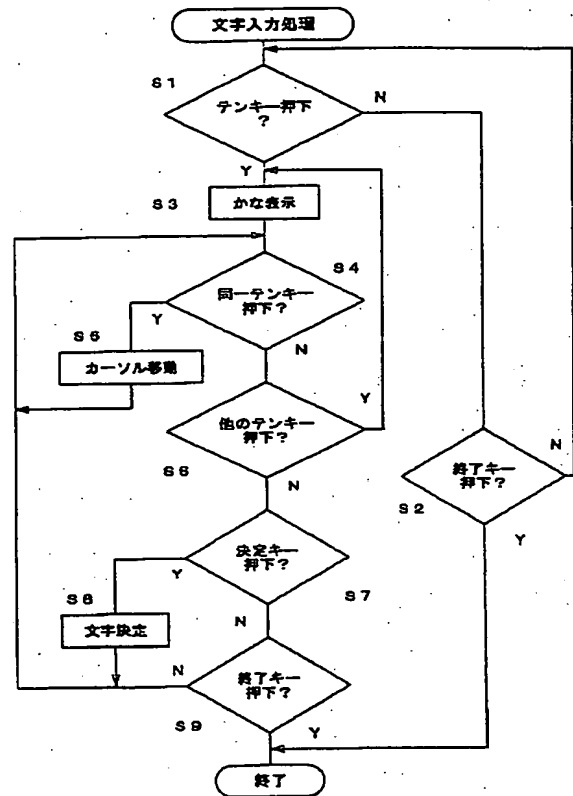 文字入力処理
S1
テンキー押下
?
N
Y
S3
かな表示
S4
同一テンキー
押下?
Y
S5
N
カーソル移動
他のテンキー
押下?
Y
S6
N
終了キー
押下?
N
S2
Y
決定キー
押下?
Y
S7
S8
N
文字決定
終了キー
押下?
N
S9
Y
終了